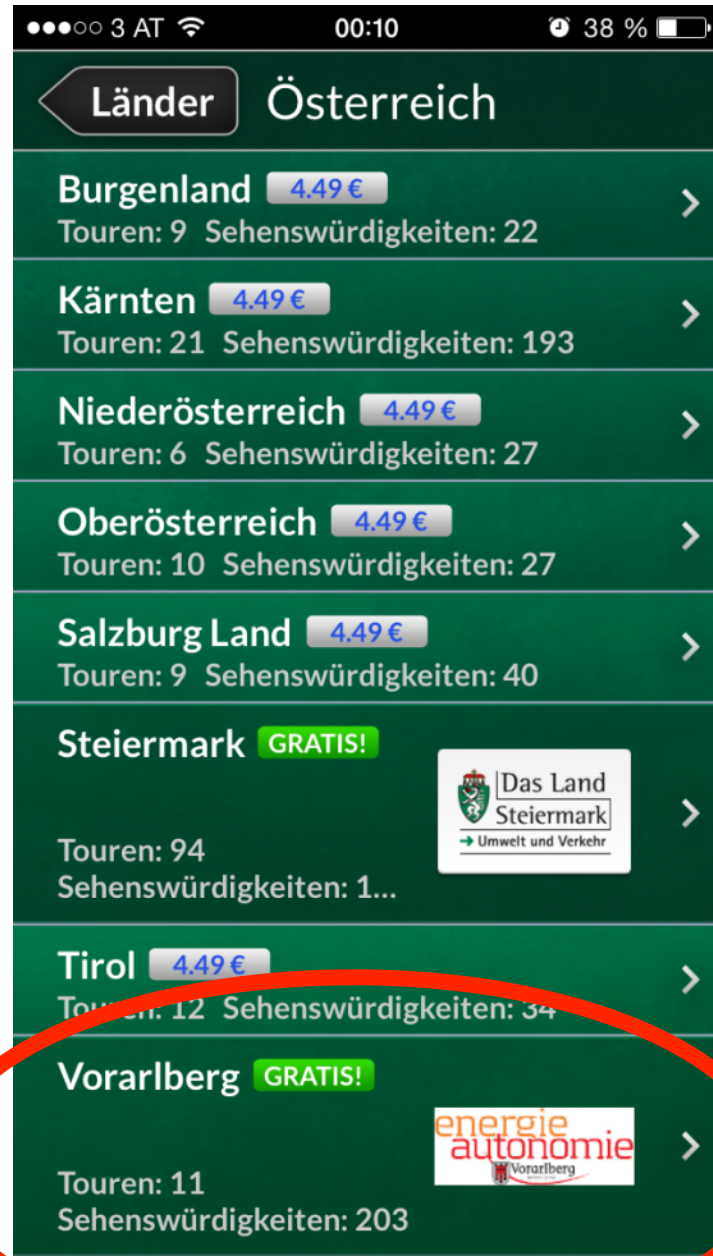 3 AT 00:10 38 %
Länder Österreich
Burgenland 4.49 €
Touren: 9 Sehenswürdigkeiten: 22
Kärnten 4.49 €
Touren: 21 Sehenswürdigkeiten: 193
Niederösterreich 4.49 €
Touren: 6 Sehenswürdigkeiten: 27
Oberösterreich 4.49 €
Touren: 10 Sehenswürdigkeiten: 27
Salzburg Land 4.49 €
Touren: 9 Sehenswürdigkeiten: 40
Steiermark GRATIS!
Das Land
Steiermark
→ Umwelt und Verkehr
Touren: 94
Sehenswürdigkeiten: 1...
Tirol 4.49 €
Touren: 12 Sehenswürdigkeiten: 34
Vorarlberg GRATIS!
energie
autonomie
Vorarlberg
Touren: 11
Sehenswürdigkeiten: 203